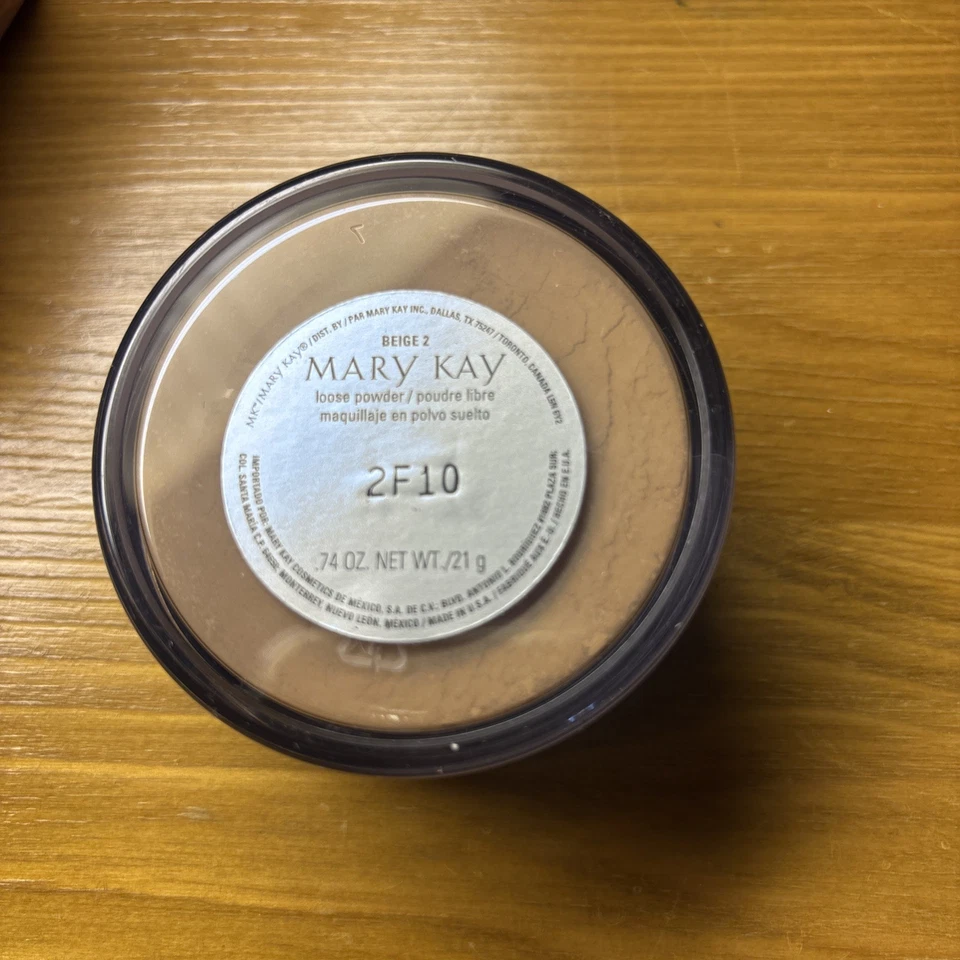 MK™/MARY KAY® / DIST. BY / PAR MARY KAY INC., DALLAS, TX 75247 / TORONTO, CANADA L5N 6Y2
BEIGE 2
MARY KAY
loose powder / poudre libre
maquillaje en polvo suelto
2F10
.74 OZ. NET WT./21 g
IMPORTADO POR: MARY KAY COSMETICS DE MÉXICO, S.A. DE C.V., BLVD. ANTONIO L. RODRÍGUEZ PLAZA SUR,
COL. SANTA MARÍA C.P. MONTERREY, NUEVO LEÓN, MÉXICO / MADE IN U.S.A. / FABRIQUÉ AUX É.-U. / HECHO EN E.U.A.
7